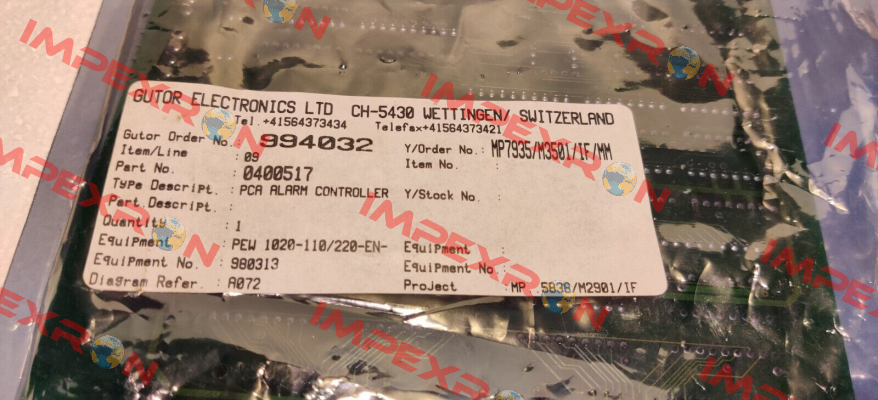 GUTOR ELECTRONICS LTD CH-5430 WETTINGEN/ SWITZERLAND
Tel.+41564373434 Telefax+41564373421
Gutor Order No. 994032 Y/Order No.: MP7935/M3501/IF/MM
Item/Line : 09 Item No. :
Part No. : 0400517
Type Descript. : PCA ALARM CONTROLLER Y/Stock No. :
Part.Descript. :
Quantity : 1
Equipment : PEW 1020-110/220-EN- Equipment :
Equipment No. : 980313 Equipment No. :
Diagram Refer. : A072 Project : MP 5838/M2901/IF
IMPEXRON